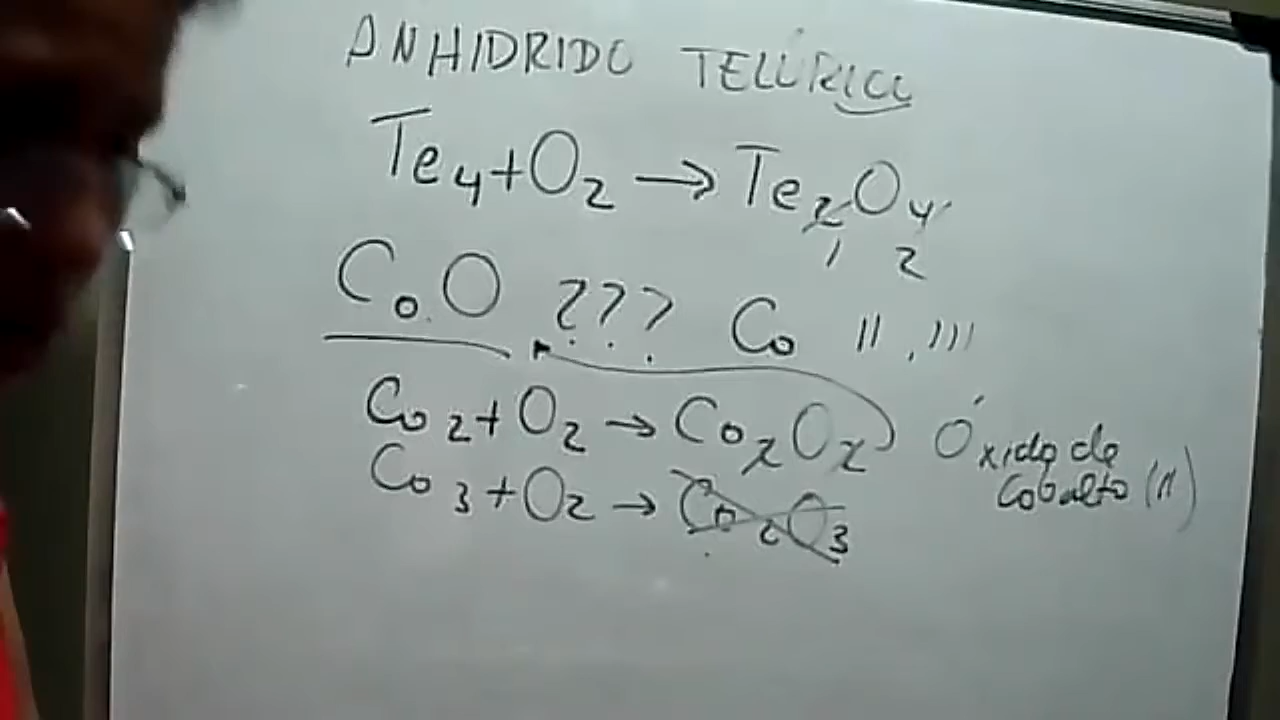 ANHIDRIDO TELÚRICO
Te4+O2→Te2O4
1 2
CoO ??? Co II, III
Co2+O2→Co2O2
Óxido de
Cobalto (II)
Co3+O2→Co2O3